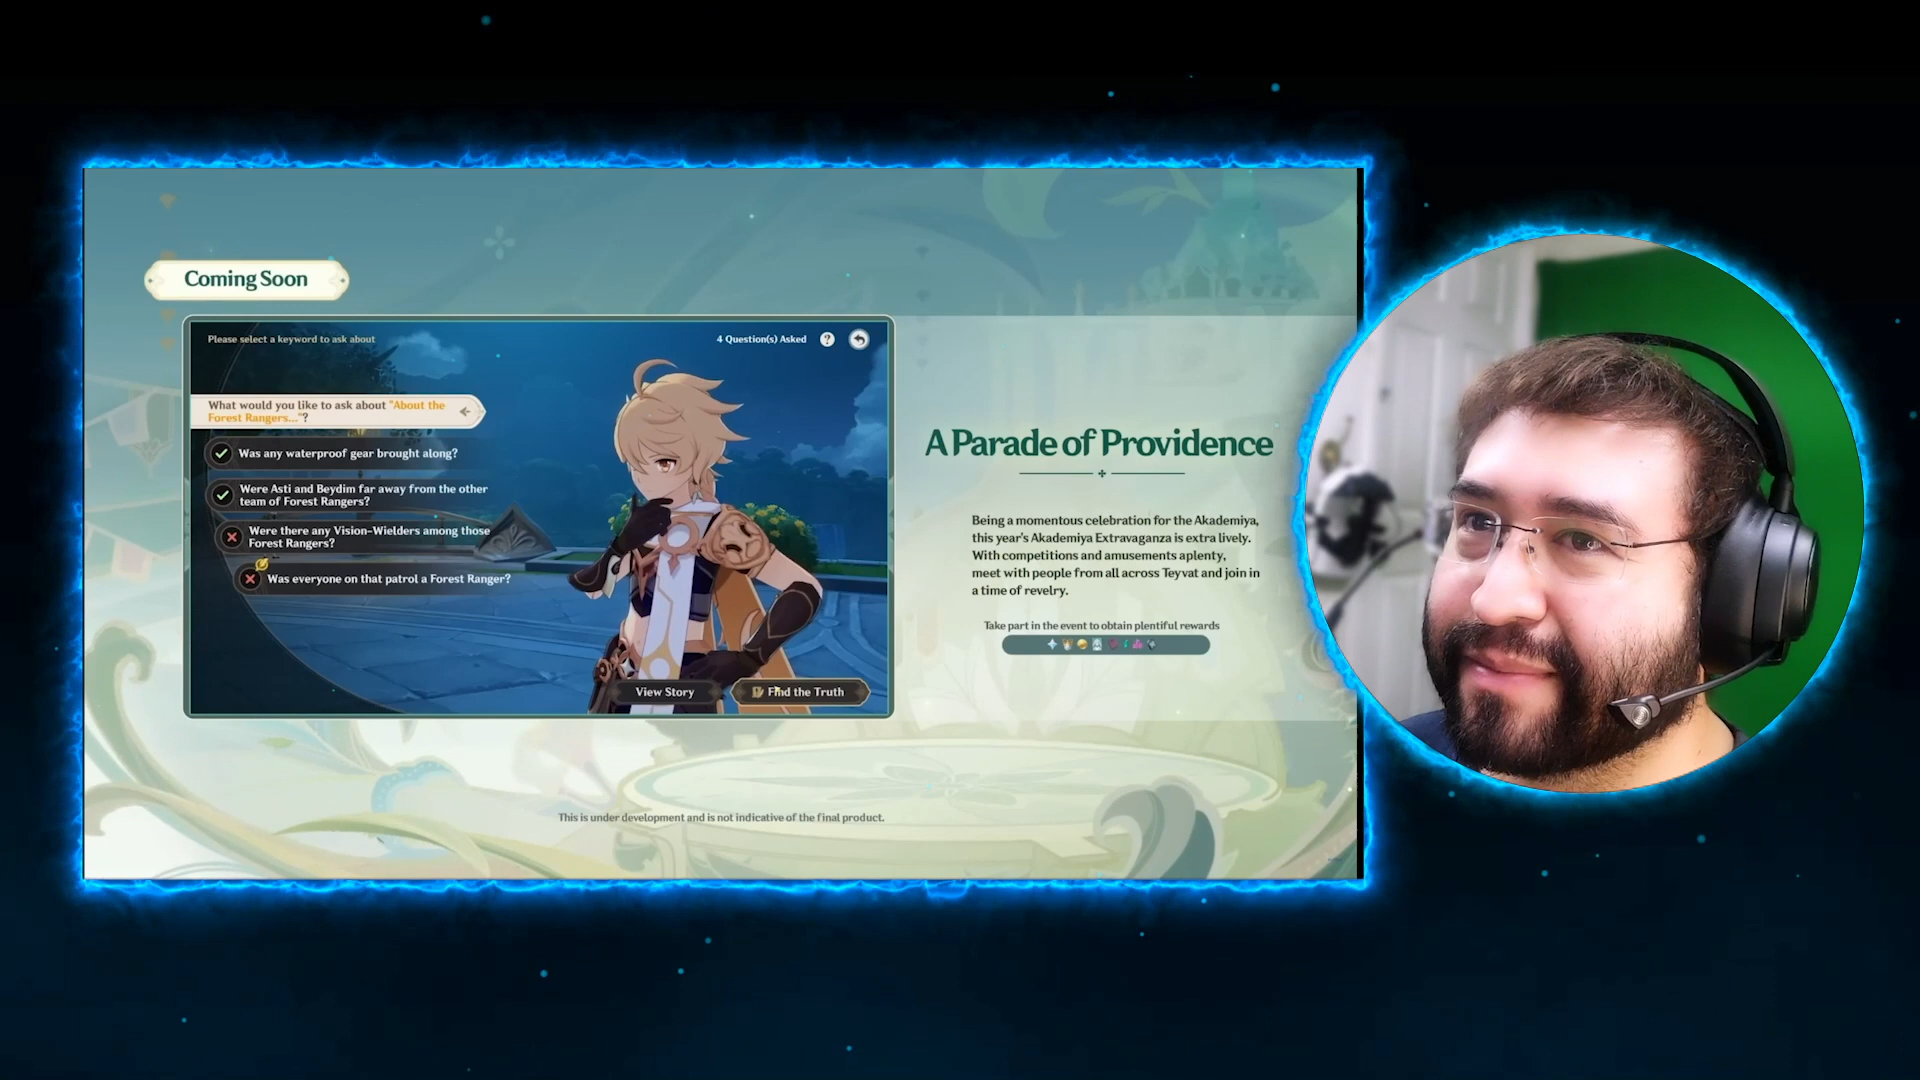 Coming Soon
Please select a keyword to ask about
4 Question(s) Asked
?
What would you like to ask about "About the
Forest Rangers..."?
Was any waterproof gear brought along?
Were Asti and Beydim far away from the other
team of Forest Rangers?
Were there any Vision-Wielders among those
Forest Rangers?
Was everyone on that patrol a Forest Ranger?
View Story
Find the Truth
A Parade of Providence
Being a momentous celebration for the Akademiya,
this year's Akademiya Extravaganza is extra lively.
With competitions and amusements aplenty,
meet with people from all across Teyvat and join in
a time of revelry.
Take part in the event to obtain plentiful rewards
This is under development and is not indicative of the final product.